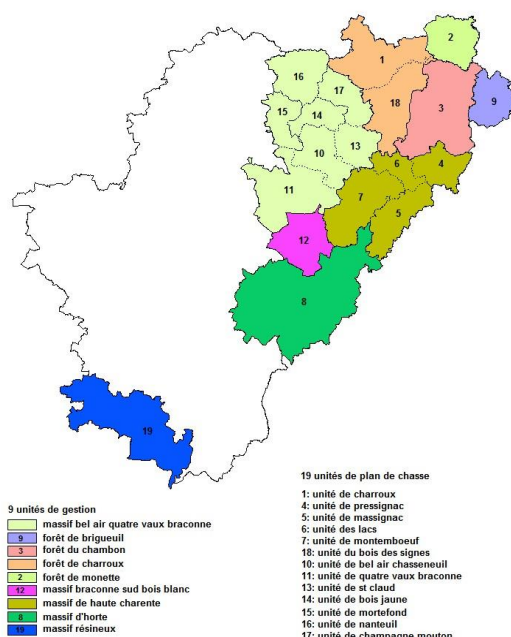 1
2
16
17
9
18
3
15
14
13
10
6
4
11
7
5
12
8
19
9 unités de gestion
massif bel air quatre vaux braconne
9 forêt de brigueuil
3 forêt du chambon
forêt de charroux
2 forêt de monette
12 massif braconne sud bois blanc
massif de haute charente
8 massif d'horte
19 massif résineux
19 unités de plan de chasse
1: unité de charroux
4: unité de pressignac
5: unité de massignac
6: unité des lacs
7: unité de montemboeuf
18: unité du bois des signes
10: unité de bel air chasseneuil
11: unité de quatre vaux braconne
13: unité de st claud
14: unité de bois jaune
15: unité de mortefond
16: unité de nanteuil
17: unité de champagne mouton